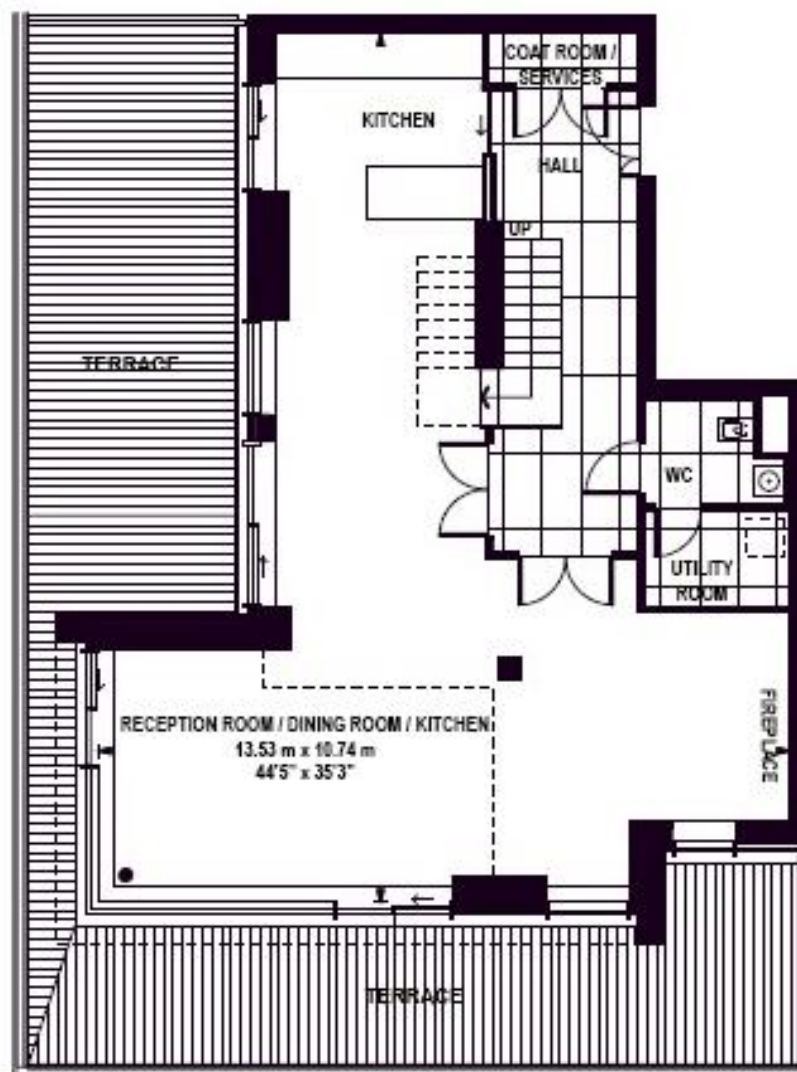 COAT ROOM /
SERVICES
KITCHEN
HALL
UP
TERRACE
WC
UTILITY
ROOM
RECEPTION ROOM / DINING ROOM / KITCHEN
13.53 m x 10.74 m
44'5" x 35'3"
FIREPLACE
TERRACE